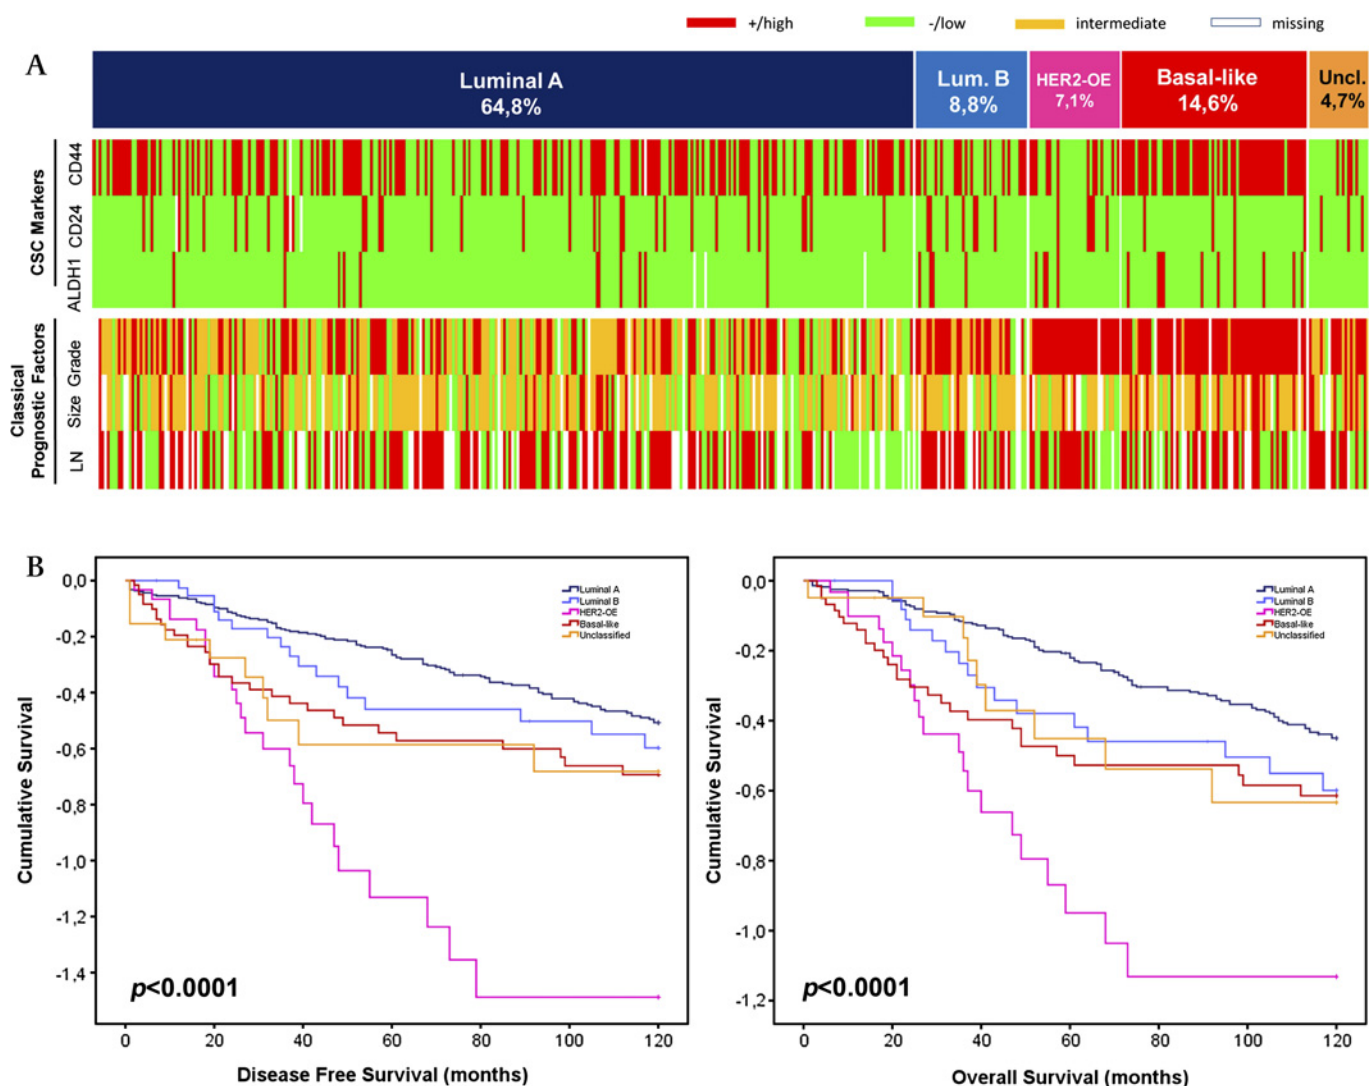 +/high -/low intermediate missing
A
Luminal A
64,8%
Lum. B
8,8%
HER2-OE
7,1%
Basal-like
14,6%
Uncl.
4,7%
CSC Markers
CD44
CD24
ALDH1
Classical
Prognostic Factors
Grade
Size
LN
B
Cumulative Survival
0,0
-0,2
-0,4
-0,6
-0,8
-1,0
-1,2
-1,4
Luminal A
Luminal B
HER2-OE
Basal-like
Unclassified
p<0.0001
0 20 40 60 80 100 120
Disease Free Survival (months)
Cumulative Survival
0,0
-0,2
-0,4
-0,6
-0,8
-1,0
-1,2
Luminal A
Luminal B
HER2-OE
Basal-like
Unclassified
p<0.0001
0 20 40 60 80 100 120
Overall Survival (months)